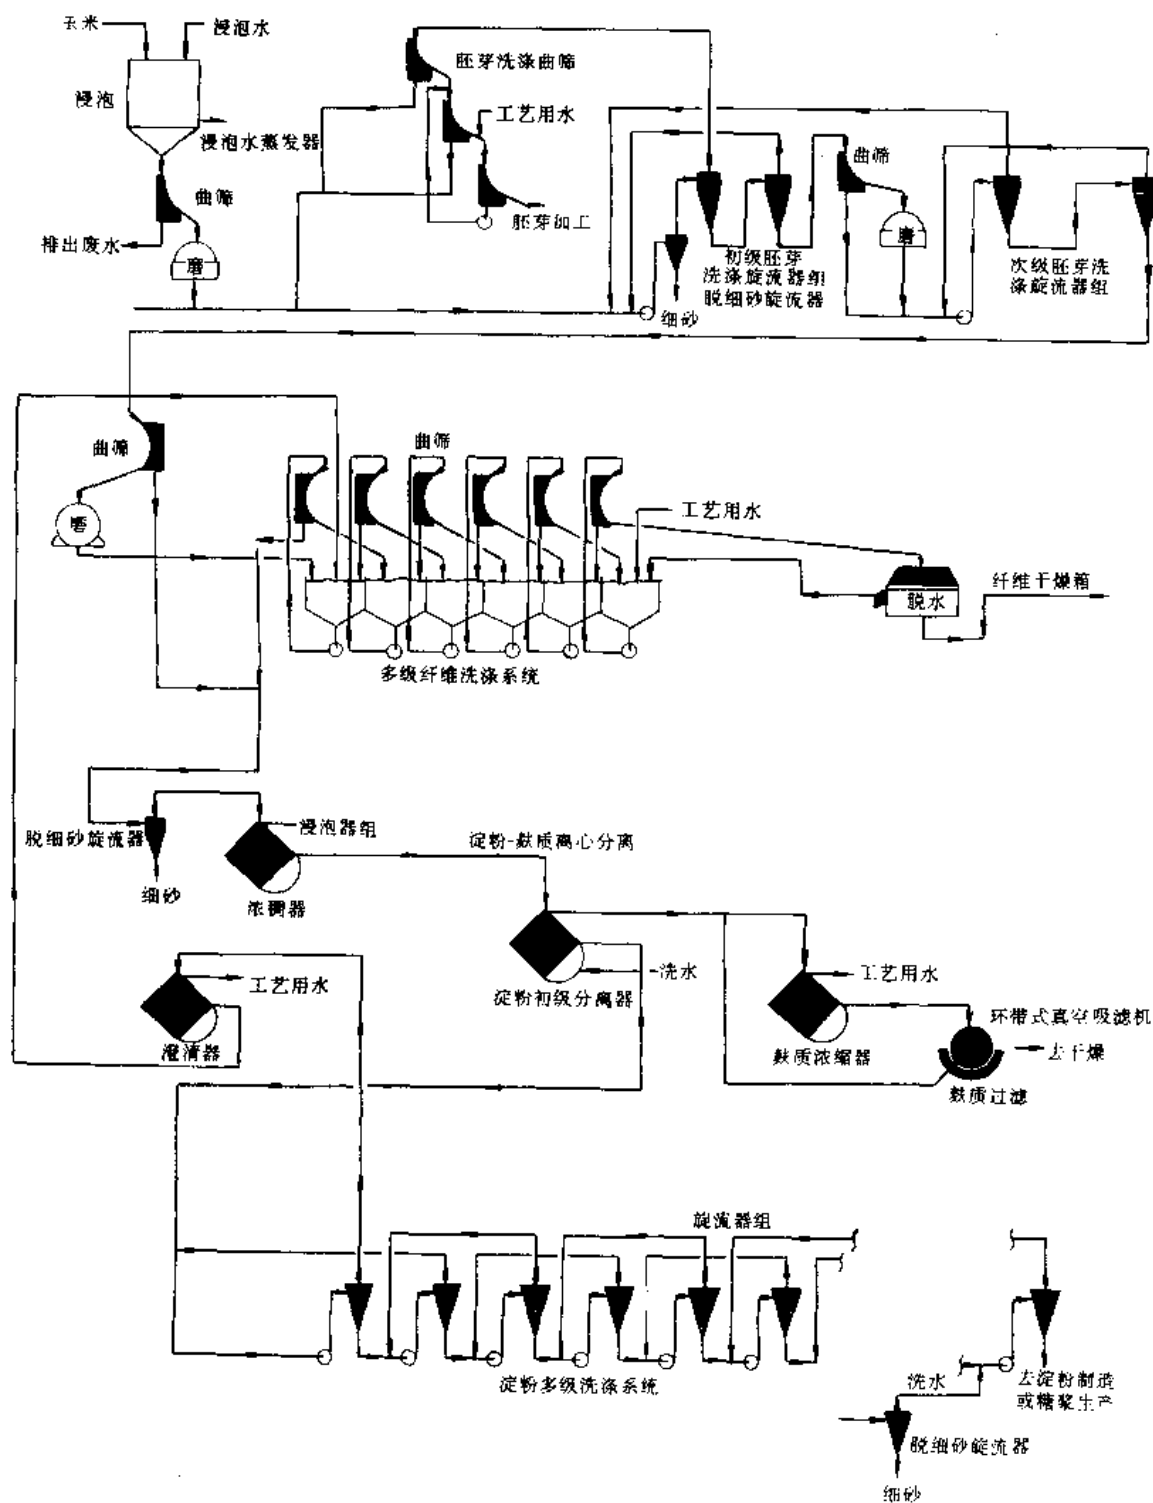 玉米
浸泡水
浸泡
浸泡水蒸发器
曲筛
排出废水
磨
胚芽洗涤曲筛
工艺用水
胚芽加工
曲筛
磨
初级胚芽
洗涤旋流器组
脱细砂旋流器
细砂
次级胚芽洗
涤旋流器组
曲筛
磨
曲筛
工艺用水
脱水
纤维干燥箱
多级纤维洗涤系统
脱细砂旋流器
细砂
浸泡器组
浓稠器
淀粉-麸质离心分离
工艺用水
澄清器
洗水
淀粉初级分离器
工艺用水
麸质浓缩器
环带式真空吸滤机
去干燥
麸质过滤
旋流器组
淀粉多级洗涤系统
洗水
去淀粉制造
或糖浆生产
脱细砂旋流器
细砂